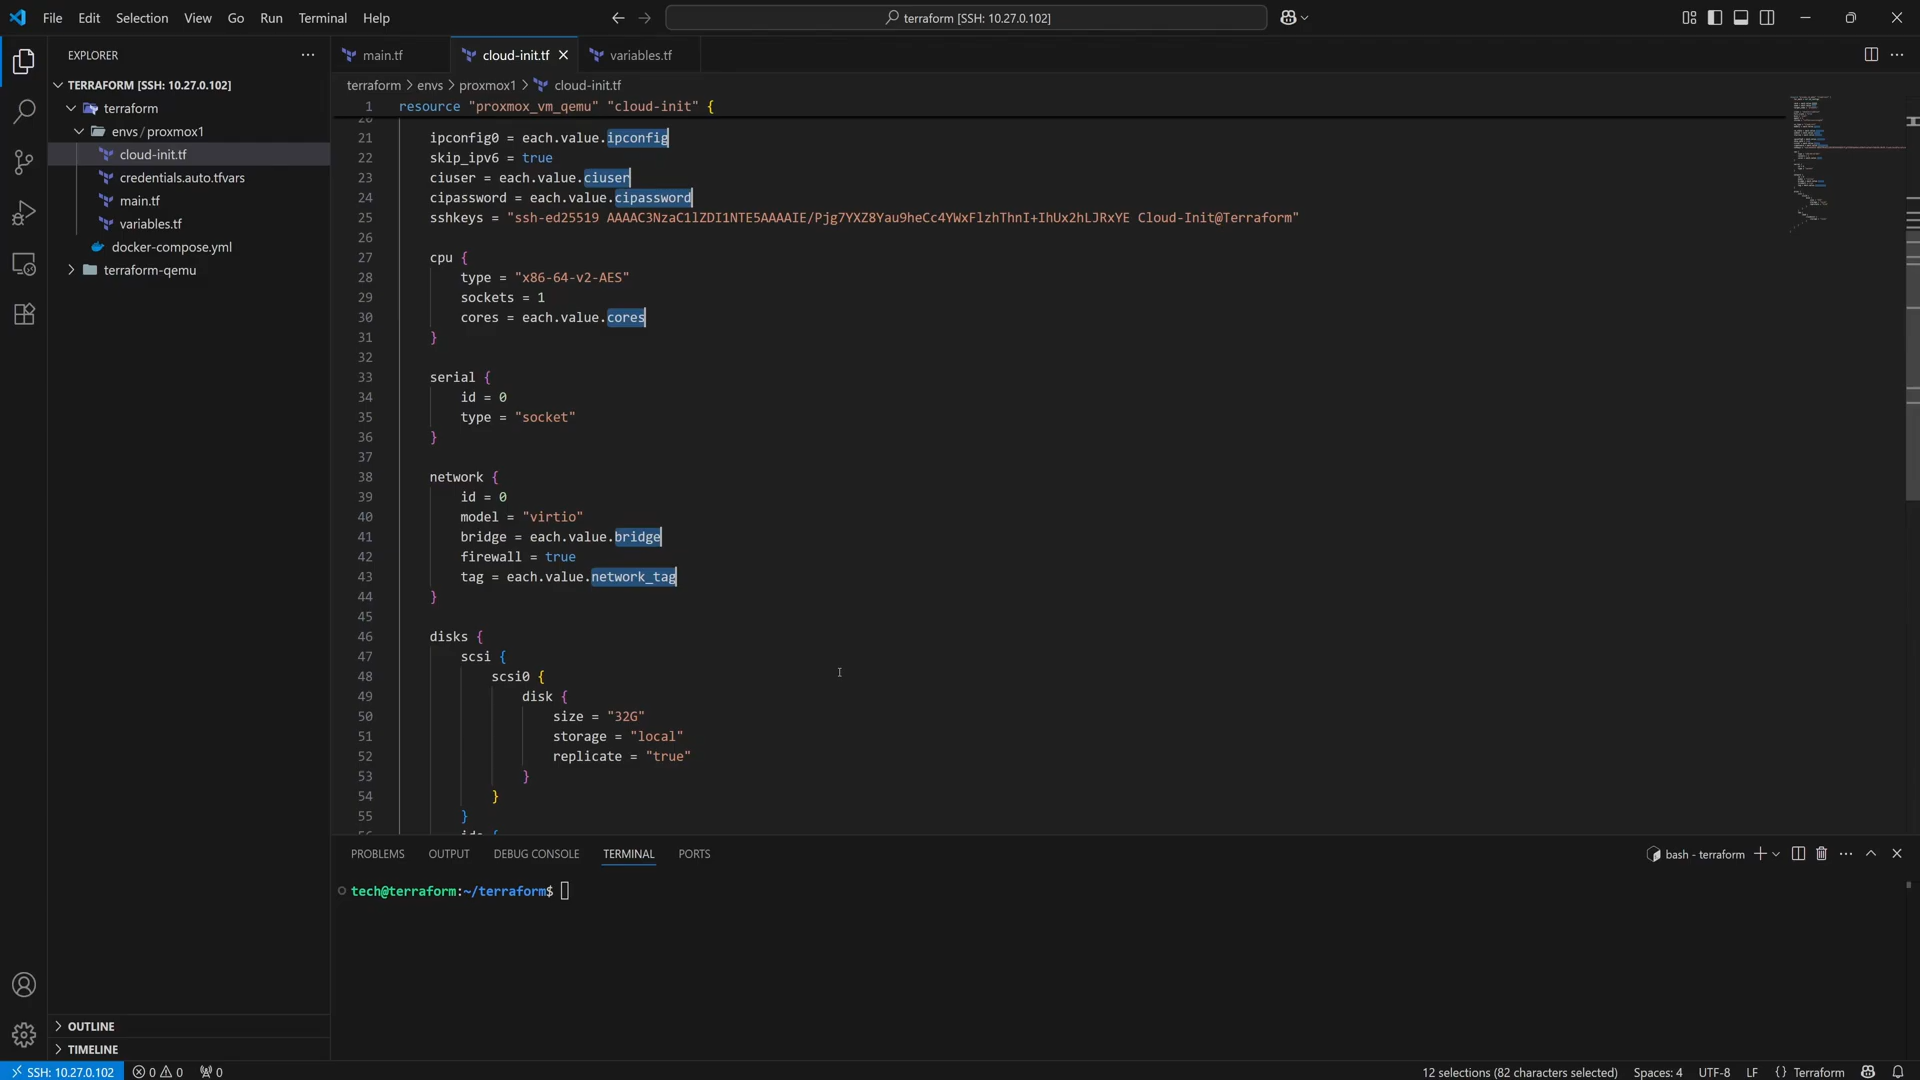 File Edit Selection View Go Run Terminal Help
terraform [SSH: 10.27.0.102]
EXPLORER
TERRAFORM [SSH: 10.27.0.102]
terraform
envs / proxmox1
cloud-init.tf
credentials.auto.tfvars
main.tf
variables.tf
docker-compose.yml
terraform-qemu
OUTLINE
TIMELINE
main.tf cloud-init.tf variables.tf
terraform > envs > proxmox1 > cloud-init.tf
1 resource "proxmox_vm_qemu" "cloud-init" {
20
21 ipconfig0 = each.value.ipconfig
22 skip_ipv6 = true
23 ciuser = each.value.ciuser
24 cipassword = each.value.cipassword
25 sshkeys = "ssh-ed25519 AAAAC3NzaC1lZDI1NTE5AAAAIE/Pjg7YXZ8Yau9heCc4YWxFlzhThnI+IhUx2hLJRxYE Cloud-Init@Terraform"
26
27 cpu {
28 type = "x86-64-v2-AES"
29 sockets = 1
30 cores = each.value.cores
31 }
32
33 serial {
34 id = 0
35 type = "socket"
36 }
37
38 network {
39 id = 0
40 model = "virtio"
41 bridge = each.value.bridge
42 firewall = true
43 tag = each.value.network_tag
44 }
45
46 disks {
47 scsi {
48 scsi0 {
49 disk {
50 size = "32G"
51 storage = "local"
52 replicate = "true"
53 }
54 }
55 }
PROBLEMS OUTPUT DEBUG CONSOLE TERMINAL PORTS
bash - terraform
tech@terraform:~/terraform$
SSH: 10.27.0.102 0 0 0
12 selections (82 characters selected) Spaces: 4 UTF-8 LF {} Terraform